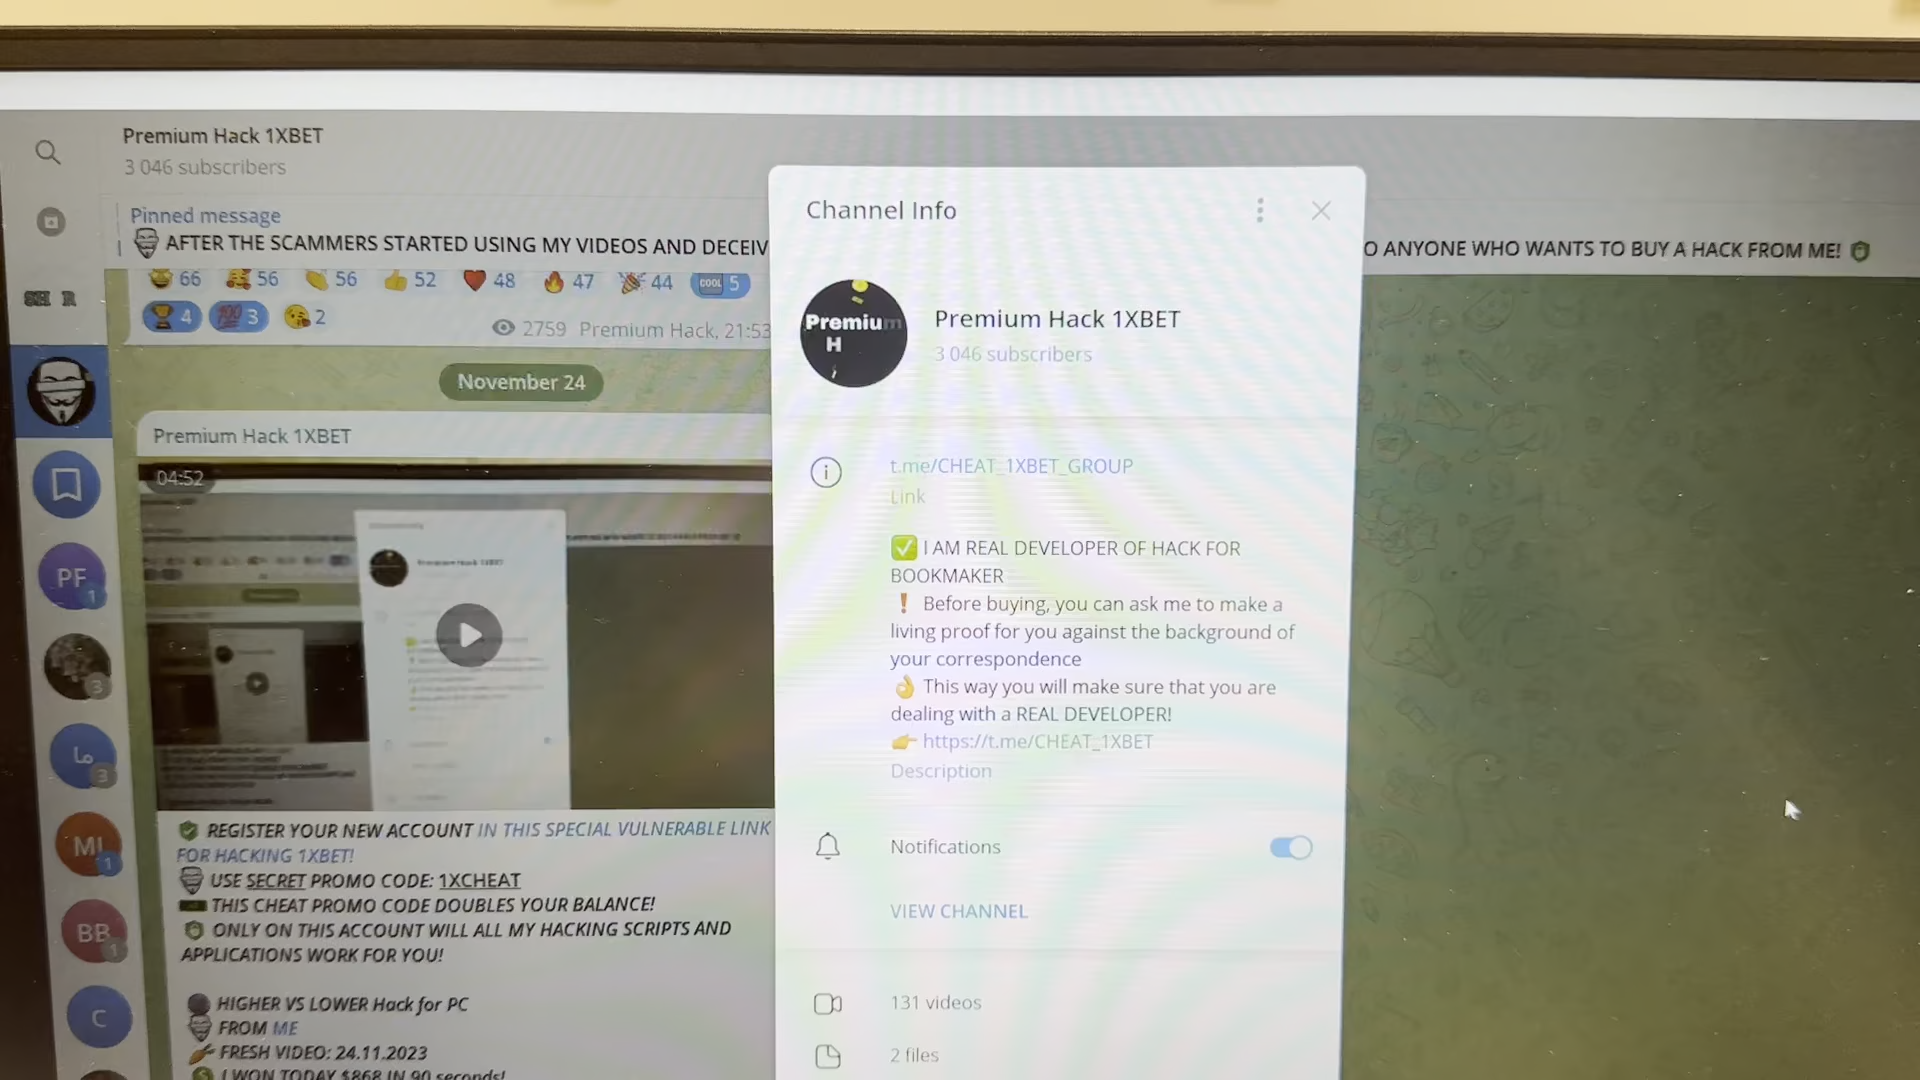 Premium Hack 1XBET
3 046 subscribers
Pinned message
AFTER THE SCAMMERS STARTED USING MY VIDEOS AND DECEIV
O ANYONE WHO WANTS TO BUY A HACK FROM ME!
66 56 56 52 48 47 44 COOL 5
4 100 3 2
2759 Premium Hack, 21:53
November 24
Premium Hack 1XBET
04:52
REGISTER YOUR NEW ACCOUNT IN THIS SPECIAL VULNERABLE LINK
FOR HACKING 1XBET!
USE SECRET PROMO CODE: 1XCHEAT
THIS CHEAT PROMO CODE DOUBLES YOUR BALANCE!
ONLY ON THIS ACCOUNT WILL ALL MY HACKING SCRIPTS AND
APPLICATIONS WORK FOR YOU!
HIGHER VS LOWER Hack for PC
FROM ME
FRESH VIDEO: 24.11.2023
I WON TODAY $868 IN 90 seconds!
PF
1
3
Lo
3
MI
1
BB
1
C
Channel Info
Premium
H
Premium Hack 1XBET
3 046 subscribers
t.me/CHEAT_1XBET_GROUP
Link
I AM REAL DEVELOPER OF HACK FOR
BOOKMAKER
Before buying, you can ask me to make a
living proof for you against the background of
your correspondence
This way you will make sure that you are
dealing with a REAL DEVELOPER!
https://t.me/CHEAT_1XBET
Description
Notifications
VIEW CHANNEL
131 videos
2 files